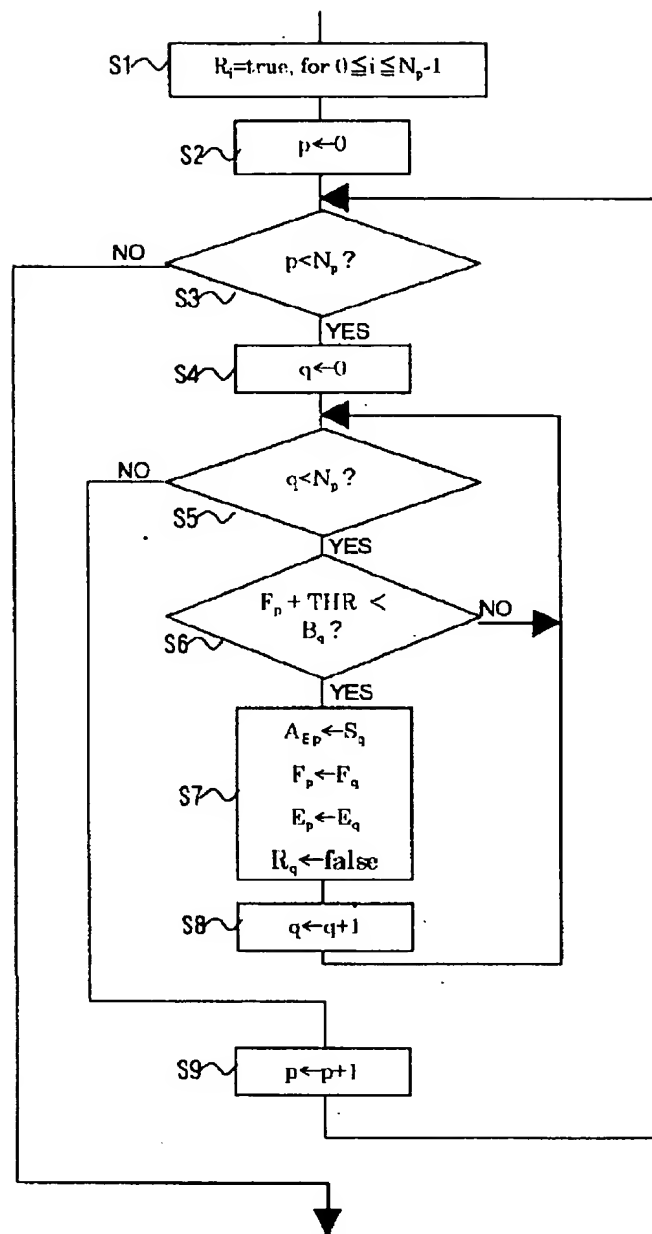 S1 R_i=true, for 0≦i≦N_p-1
S2 p←0
NO p<N_p?
S3
YES
S4 q←0
NO q<N_p?
S5
YES
F_p + THR <
B_q?
NO
S6
YES
A_Ep←S_q
F_p←F_q
S7
E_p←E_q
R_q←false
S8 q←q+1
S9 p←p+1